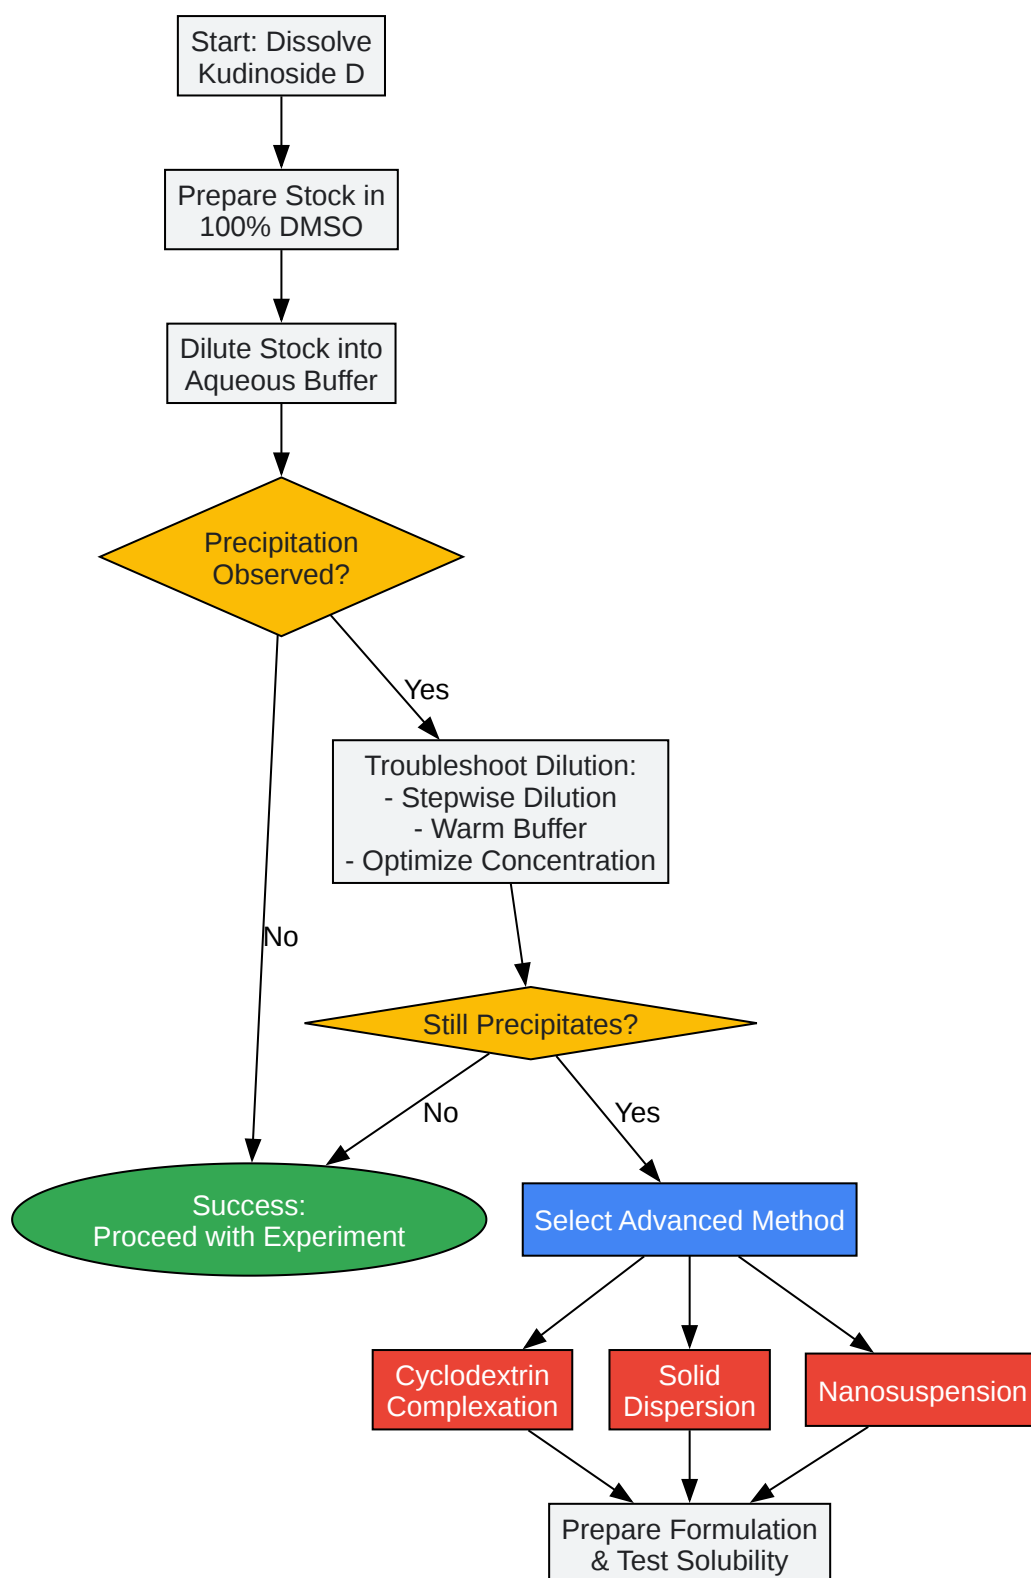 Start: Dissolve
Kudinoside D
Prepare Stock in
100% DMSO
Dilute Stock into
Aqueous Buffer
Precipitation
Observed?
Yes
Troubleshoot Dilution:
- Stepwise Dilution
- Warm Buffer
- Optimize Concentration
No
Still Precipitates?
No
Yes
Success:
Proceed with Experiment
Select Advanced Method
Cyclodextrin
Complexation
Solid
Dispersion
Nanosuspension
Prepare Formulation
& Test Solubility